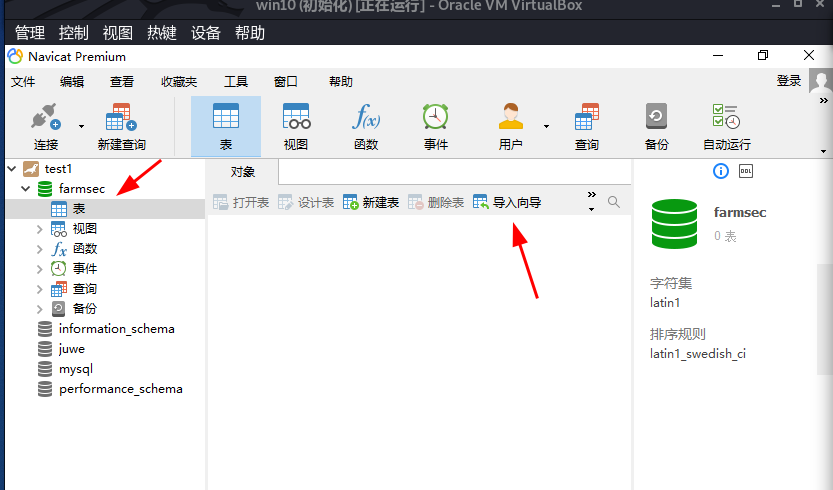 win10 (初始化) [正在运行] - Oracle VM VirtualBox
管理 控制 视图 热键 设备 帮助
Navicat Premium
文件 编辑 查看 收藏夹 工具 窗口 帮助 登录
连接 新建查询 表 视图 函数 事件 用户 查询 备份 自动运行
test1
farmsec
表
视图
函数
事件
查询
备份
information_schema
juwe
mysql
performance_schema
对象
打开表 设计表 新建表 删除表 导入向导
DDL
farmsec
0 表
字符集
latin1
排序规则
latin1_swedish_ci